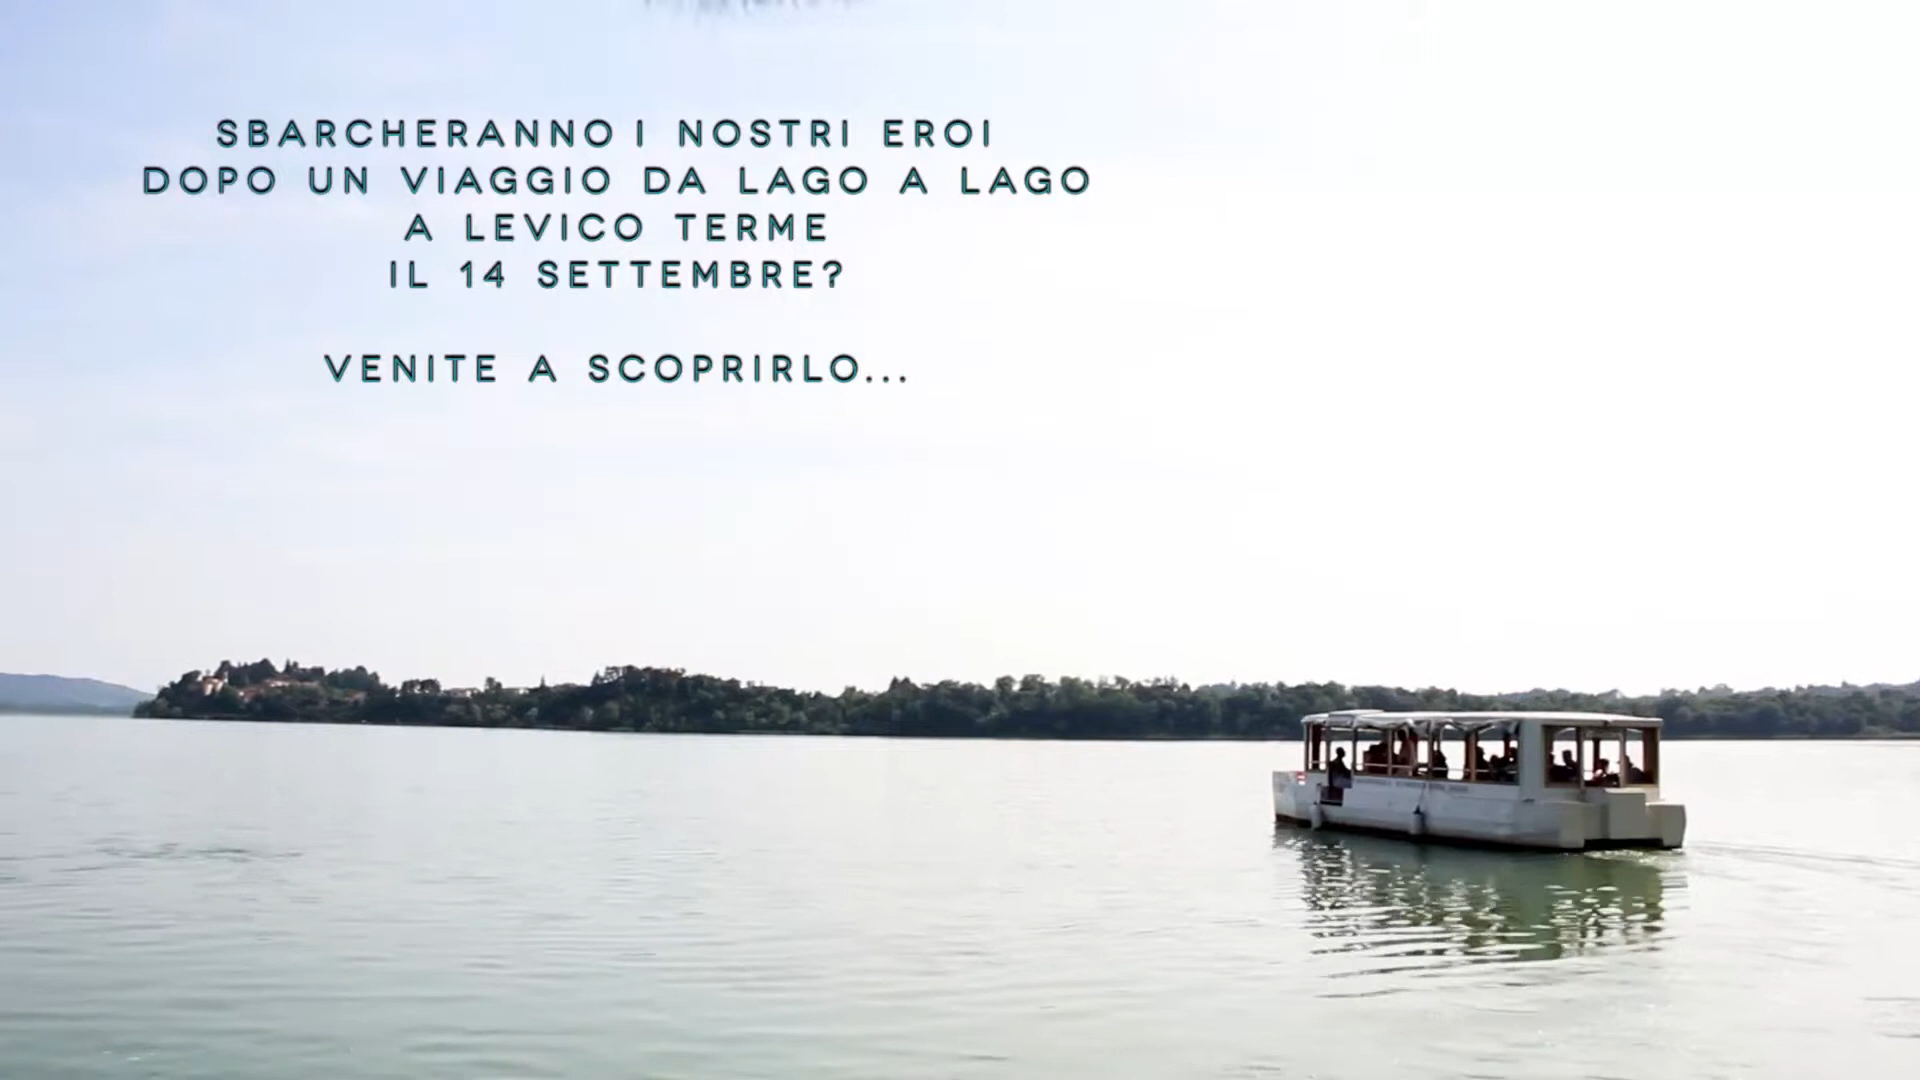 SBARCHERANNO I NOSTRI EROI
DOPO UN VIAGGIO DA LAGO A LAGO
A LEVICO TERME
IL 14 SETTEMBRE?
VENITE A SCOPRIRLO...